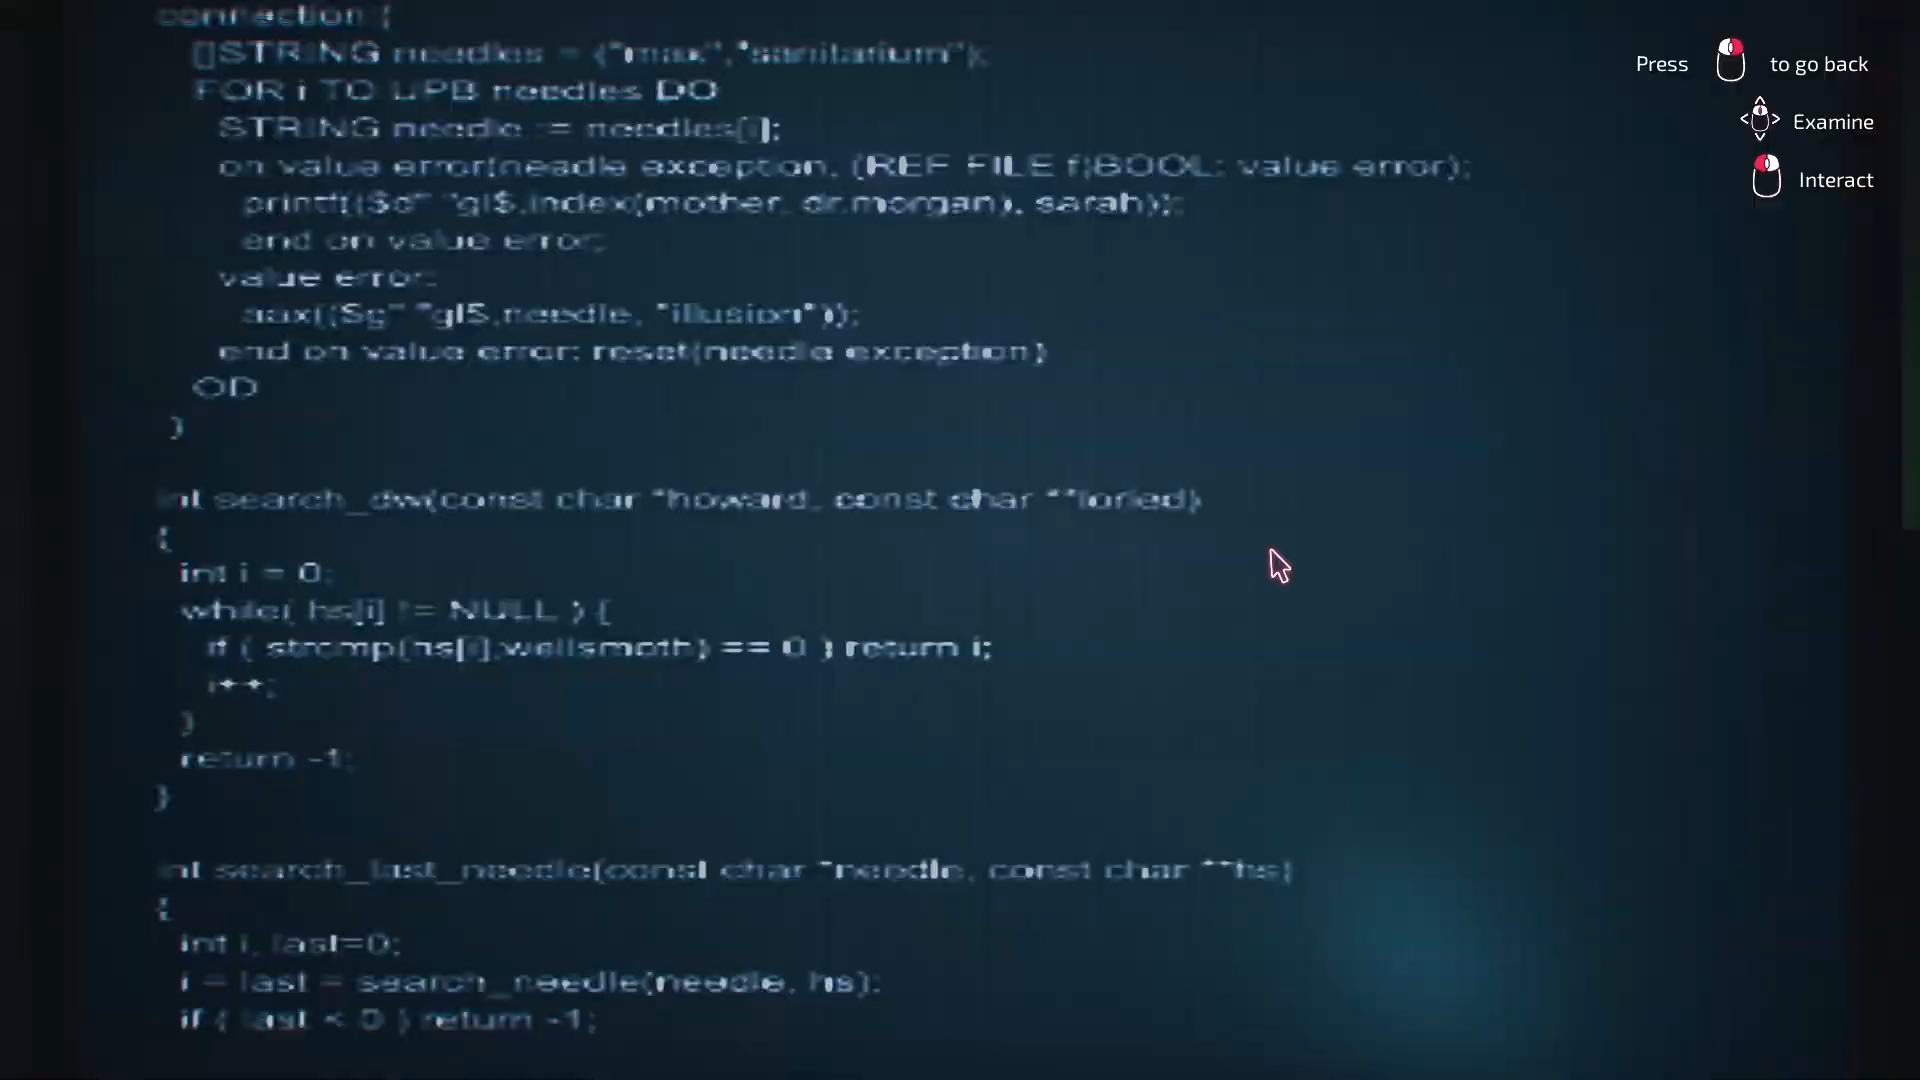 connection {
[]STRING needles = ("max","sanitarium");
FOR i TO UPB needles DO
STRING needle := needles[i];
on value error(needle exception, (REF FILE f)BOOL: value error);
printf(($d" "gl$,index(mother, dr.morgan), sarah));
end on value error;
value error:
aax(($g" "gl$,needle, "illusion"));
end on value error: reset(needle exception)
OD
)
int search_dw(const char *howard, const char **loried)
{
int i = 0;
while( hs[i] != NULL ) {
if ( strcmp(hs[i],wellsmoth) == 0 ) return i;
i++;
}
return -1;
}
int search_last_needle(const char *needle, const char **hs)
{
int i, last=0;
i = last = search_needle(needle, hs);
if ( last < 0 ) return -1;
Press to go back
Examine
Interact